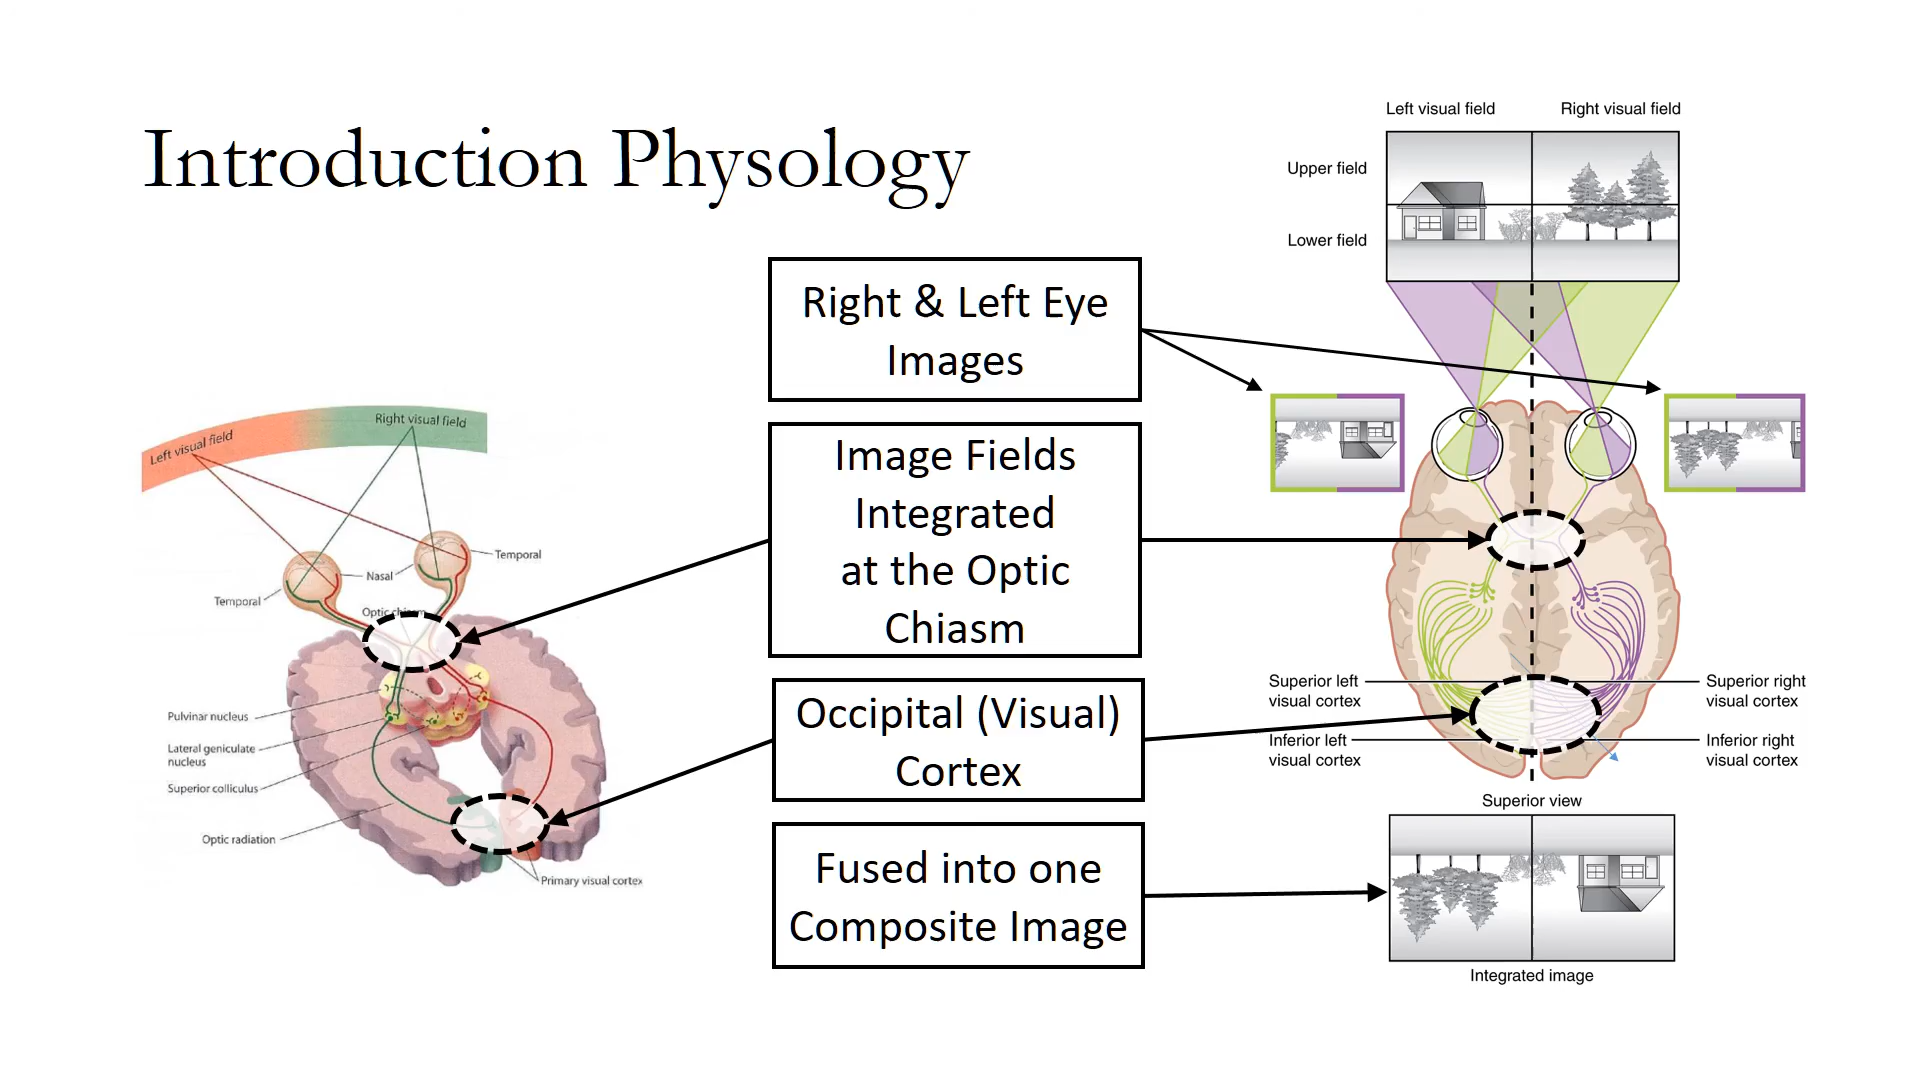 Introduction Physology
Left visual field
Right visual field
Upper field
Lower field
Right & Left Eye
Images
Image Fields
Integrated
at the Optic
Chiasm
Occipital (Visual)
Cortex
Fused into one
Composite Image
Left visual field
Right visual field
Temporal
Nasal
Temporal
Optic chiasm
Pulvinar nucleus
Lateral geniculate
nucleus
Superior colliculus
Optic radiation
Primary visual cortex
Superior left
visual cortex
Inferior left
visual cortex
Superior right
visual cortex
Inferior right
visual cortex
Superior view
Integrated image